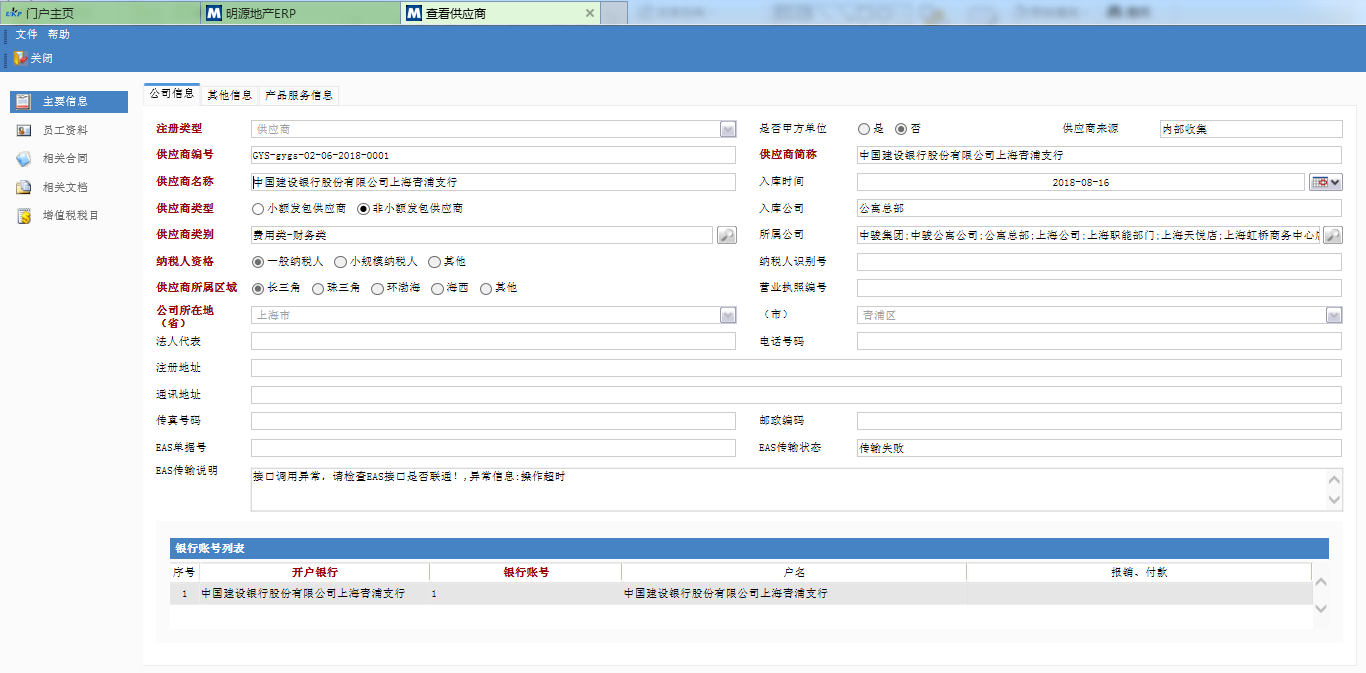 EKP 门户主页 明源地产ERP 查看供应商
文件 帮助
关闭
主要信息
员工资料
相关合同
相关文档
增值税税目
公司信息 其他信息 产品服务信息
注册类型 供应商 是否甲方单位 是 否 供应商来源 内部收集
供应商编号 GYS-gygs-02-06-2018-0001 供应商简称 中国建设银行股份有限公司上海青浦支行
供应商名称 中国建设银行股份有限公司上海青浦支行 入库时间 2018-08-16
供应商类型 小额发包供应商 非小额发包供应商 入库公司 公寓总部
供应商类别 费用类-财务类 所属公司 中骏集团;中骏公寓公司;公寓总部;上海公司;上海职能部门;上海天悦店;上海虹桥商务中心店
纳税人资格 一般纳税人 小规模纳税人 其他 纳税人识别号
供应商所属区域 长三角 珠三角 环渤海 海西 其他 营业执照编号
公司所在地（省） 上海市 （市） 青浦区
法人代表 电话号码
注册地址
通讯地址
传真号码 邮政编码
EAS单据号 EAS传输状态 传输失败
EAS传输说明 接口调用异常，请检查EAS接口是否联通！,异常信息:操作超时
银行账号列表
序号 开户银行 银行账号 户名 报销、付款
1 中国建设银行股份有限公司上海青浦支行 1 中国建设银行股份有限公司上海青浦支行